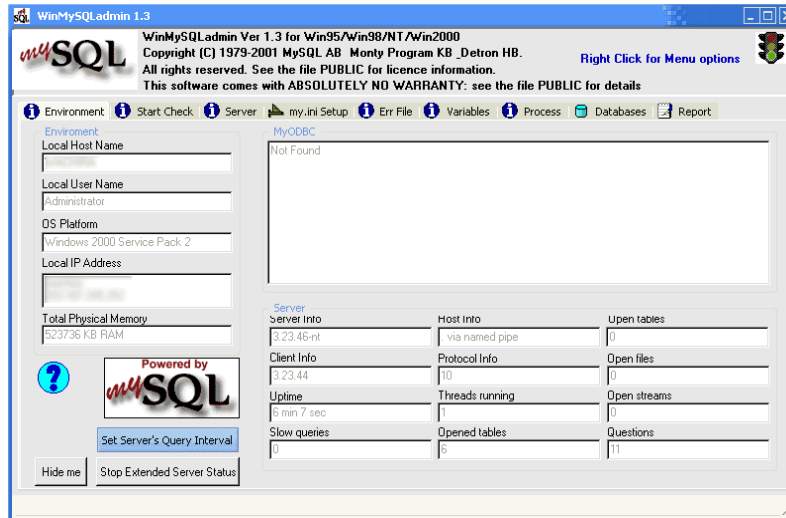 WinMySQLadmin 1.3
mySQL
WinMySQLadmin Ver 1.3 for Win95/Win98/NT/Win2000
Copyright (C) 1979-2001 MySQL AB Monty Program KB _Detron HB.
All rights reserved. See the file PUBLIC for licence information.
This software comes with ABSOLUTELY NO WARRANTY: see the file PUBLIC for details
Right Click for Menu options
Environment Start Check Server my.ini Setup Err File Variables Process Databases Report
Enviroment
Local Host Name
Local User Name
Administrator
OS Platform
Windows 2000 Service Pack 2
Local IP Address
Total Physical Memory
523736 KB RAM
Powered by
mySQL
Set Server's Query Interval
Hide me
Stop Extended Server Status
MyODBC
Not Found
Server
Server Info
3.23.46-nt
Host Info
. via named pipe
Open tables
0
Client Info
3.23.44
Protocol Info
10
Open files
0
Uptime
6 min 7 sec
Threads running
1
Open streams
0
Slow queries
0
Opened tables
6
Questions
11